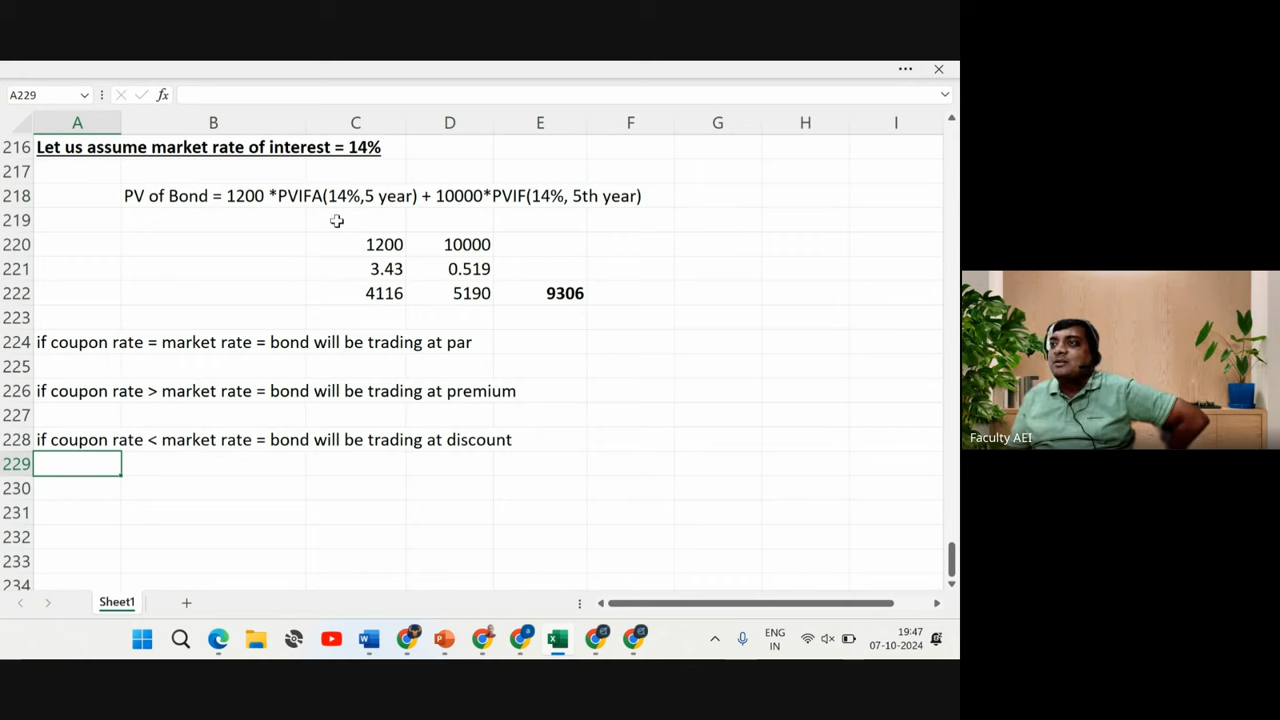 A229
fx
A B C D E F G H I
216 Let us assume market rate of interest = 14%
217
218 PV of Bond = 1200 *PVIFA(14%,5 year) + 10000*PVIF(14%, 5th year)
219
220 1200 10000
221 3.43 0.519
222 4116 5190 9306
223
224 if coupon rate = market rate = bond will be trading at par
225
226 if coupon rate > market rate = bond will be trading at premium
227
228 if coupon rate < market rate = bond will be trading at discount
229
230
231
232
233
234
Faculty AEI
Sheet1
ENG
IN
19:47
07-10-2024